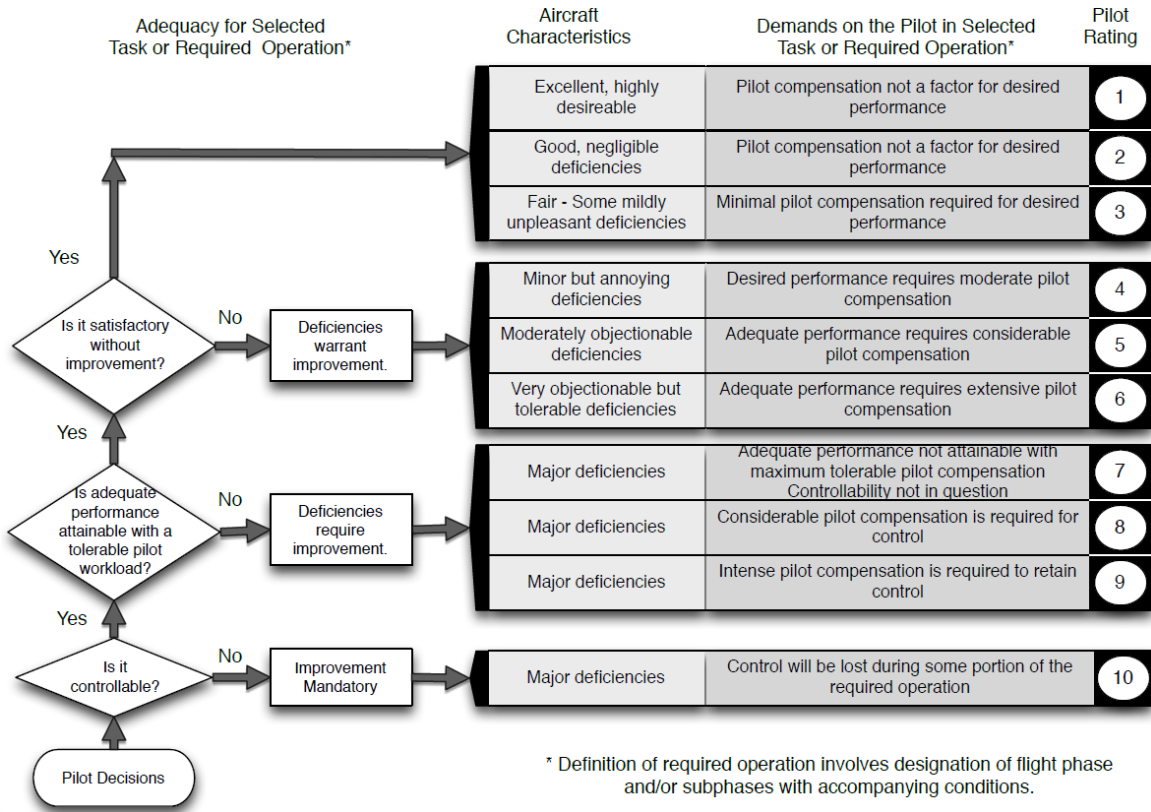 Adequacy for Selected
Task or Required Operation*
Aircraft
Characteristics
Demands on the Pilot in Selected
Task or Required Operation*
Pilot
Rating
Excellent, highly
desireable
Pilot compensation not a factor for desired
performance
1
Good, negligible
deficiencies
Pilot compensation not a factor for desired
performance
2
Fair - Some mildly
unpleasant deficiencies
Minimal pilot compensation required for desired
performance
3
Yes
Is it satisfactory
without
improvement?
No
Deficiencies
warrant
improvement.
Minor but annoying
deficiencies
Desired performance requires moderate pilot
compensation
4
Moderately objectionable
deficiencies
Adequate performance requires considerable
pilot compensation
5
Very objectionable but
tolerable deficiencies
Adequate performance requires extensive pilot
compensation
6
Yes
Is adequate
performance
attainable with a
tolerable pilot
workload?
No
Deficiencies
require
improvement.
Major deficiencies
Adequate performance not attainable with
maximum tolerable pilot compensation
Controllability not in question
7
Major deficiencies
Considerable pilot compensation is required for
control
8
Major deficiencies
Intense pilot compensation is required to retain
control
9
Yes
Is it
controllable?
No
Improvement
Mandatory
Major deficiencies
Control will be lost during some portion of the
required operation
10
Pilot Decisions
* Definition of required operation involves designation of flight phase
and/or subphases with accompanying conditions.